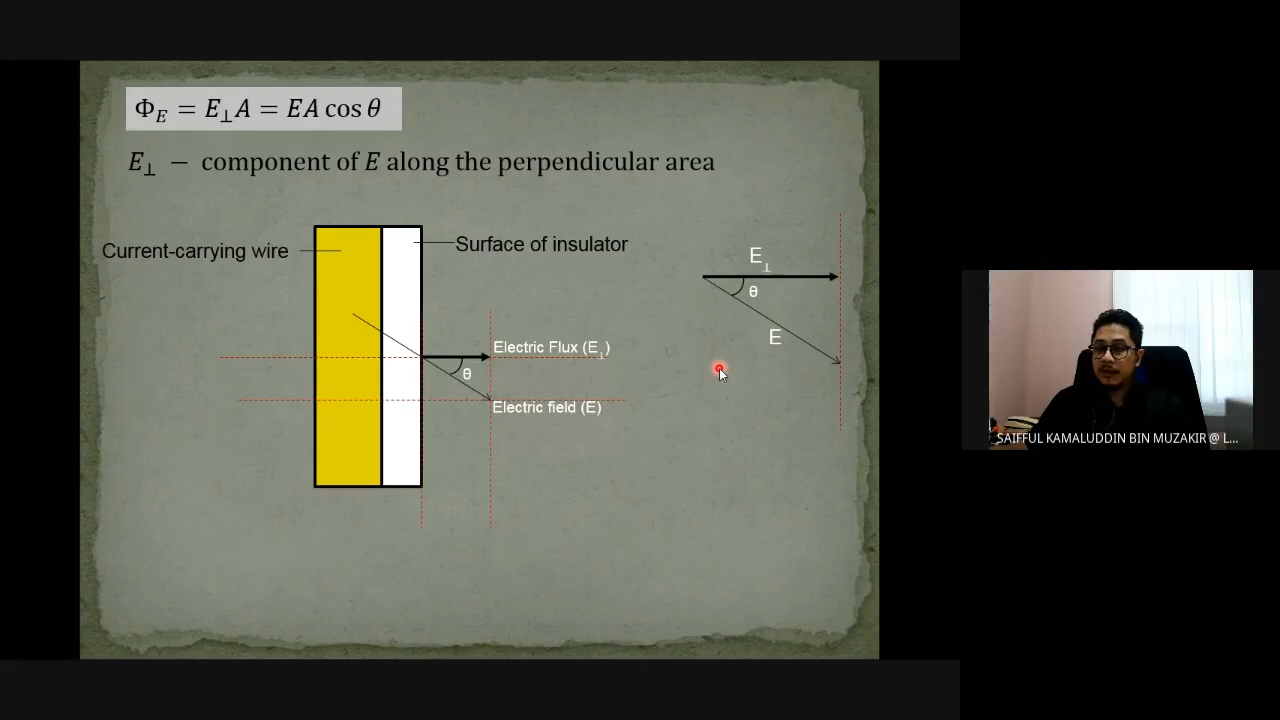 Φ_E = E_⊥A = EA cos θ
E_⊥ − component of E along the perpendicular area
Current-carrying wire
Surface of insulator
E_⊥
θ
E
Electric Flux (E_⊥)
θ
Electric field (E)
SAIFFUL KAMALUDDIN BIN MUZAKIR @ L...